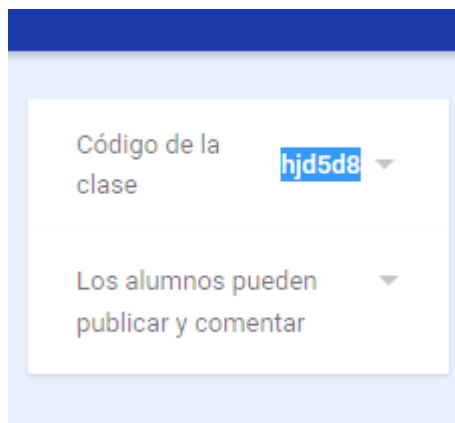 Código de la
clase
hjd5d8
Los alumnos pueden
publicar y comentar